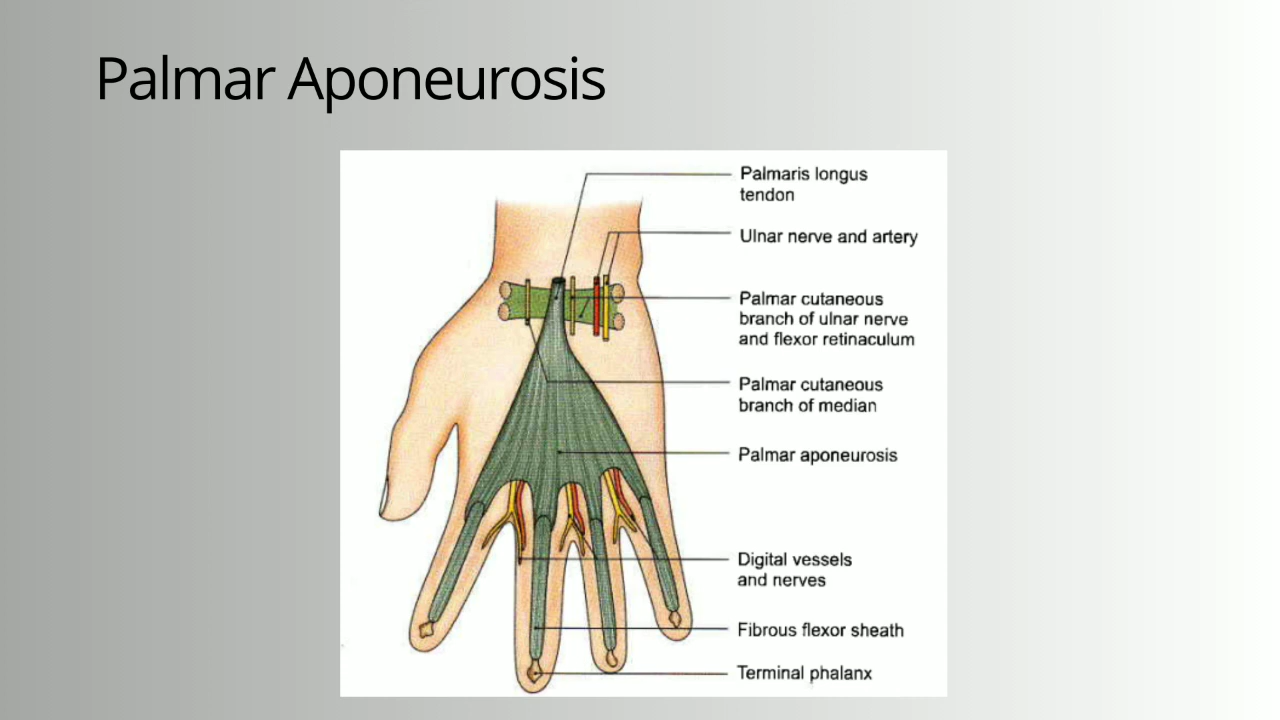 Palmar Aponeurosis
Palmaris longus
tendon
Ulnar nerve and artery
Palmar cutaneous
branch of ulnar nerve
and flexor retinaculum
Palmar cutaneous
branch of median
Palmar aponeurosis
Digital vessels
and nerves
Fibrous flexor sheath
Terminal phalanx